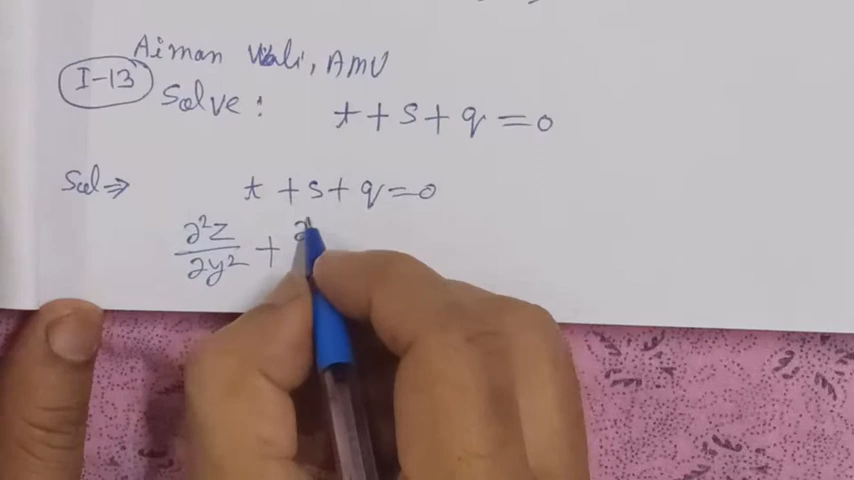 Aiman Wali, AMU
I-13 Solve: t + s + q = 0
Sol ⇒ t + s + q = 0
∂²z/∂y² + ∂